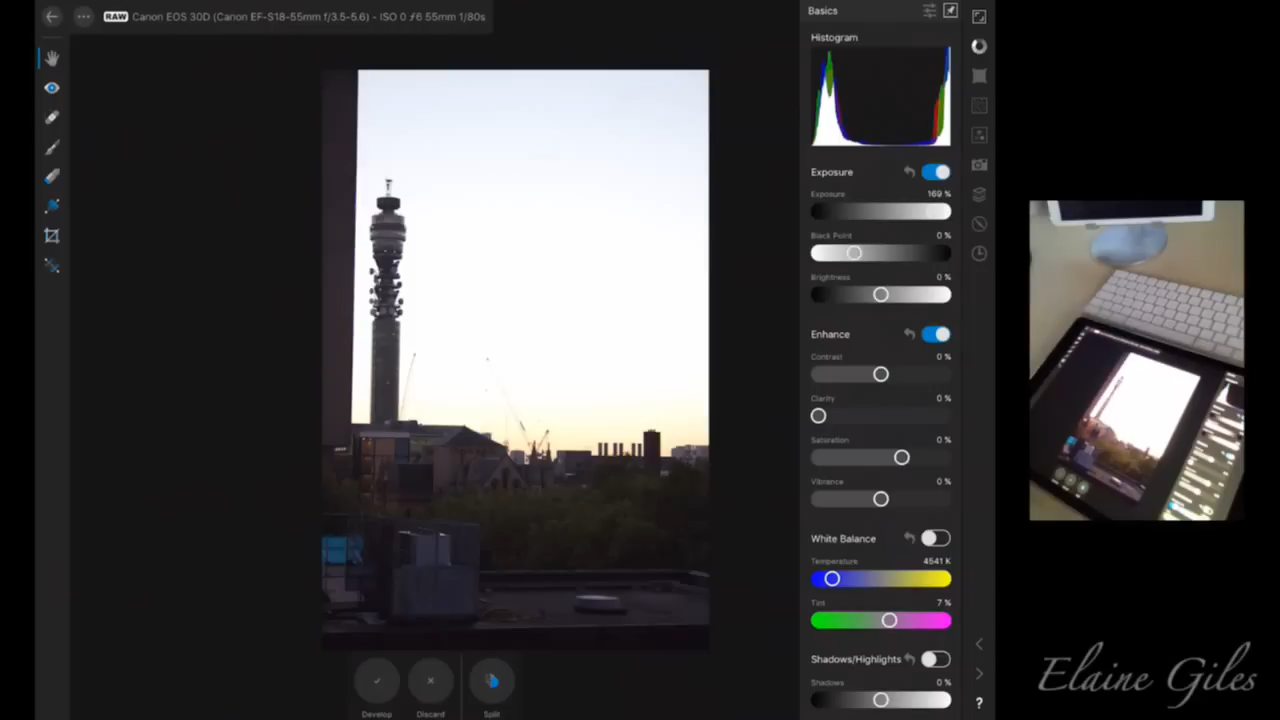 RAW Canon EOS 30D (Canon EF-S18-55mm f/3.5-5.6) - ISO 0 ƒ6 55mm 1/80s
Basics
Histogram
Exposure
Exposure 169 %
Black Point 0 %
Brightness 0 %
Enhance
Contrast 0 %
Clarity 0 %
Saturation 0 %
Vibrance 0 %
White Balance
Temperature 4541 K
Tint 7 %
Shadows/Highlights
Shadows 0 %
Develop Discard Split
?
Elaine Giles